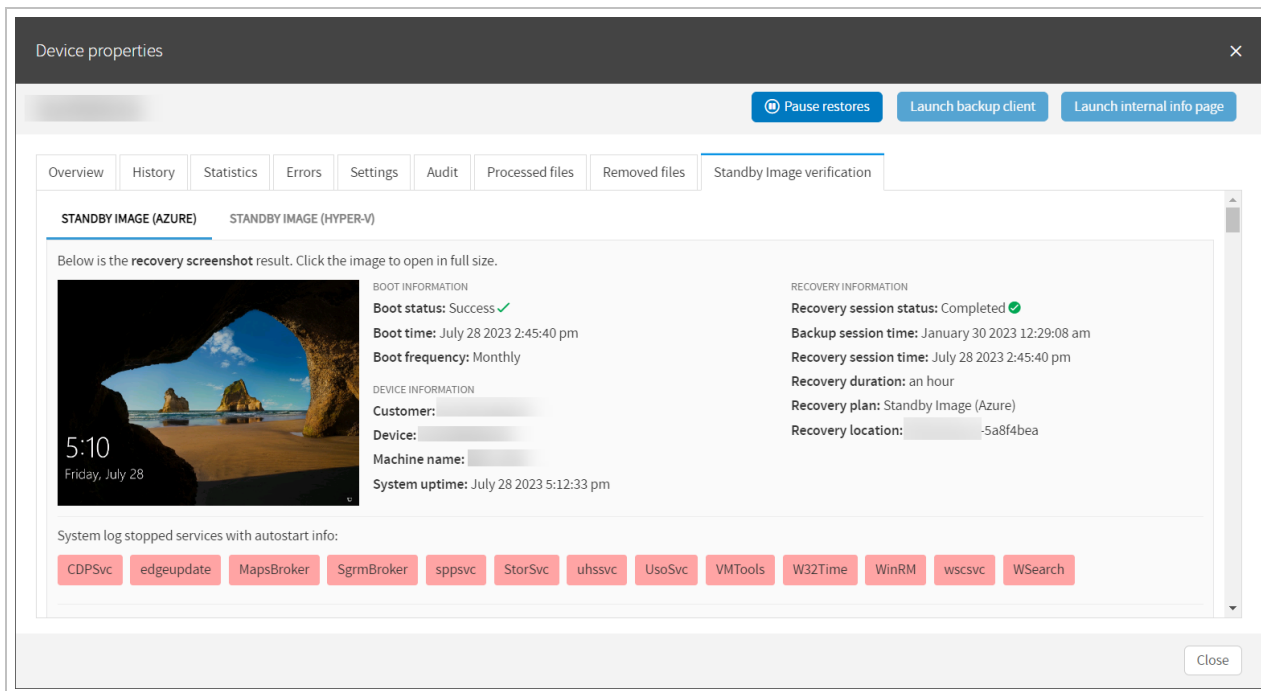 Device properties
Pause restores Launch backup client Launch internal info page
Overview History Statistics Errors Settings Audit Processed files Removed files Standby Image verification
STANDBY IMAGE (AZURE) STANDBY IMAGE (HYPER-V)
Below is the recovery screenshot result. Click the image to open in full size.
5:10
Friday, July 28
BOOT INFORMATION
Boot status: Success
Boot time: July 28 2023 2:45:40 pm
Boot frequency: Monthly
DEVICE INFORMATION
Customer:
Device:
Machine name:
System uptime: July 28 2023 5:12:33 pm
RECOVERY INFORMATION
Recovery session status: Completed
Backup session time: January 30 2023 12:29:08 am
Recovery session time: July 28 2023 2:45:40 pm
Recovery duration: an hour
Recovery plan: Standby Image (Azure)
Recovery location: -5a8f4bea
System log stopped services with autostart info:
CDPSvc edgeupdate MapsBroker SgrmBroker sppsvc StorSvc uhssvc UsoSvc VMTools W32Time WinRM wscsvc WSearch
Close